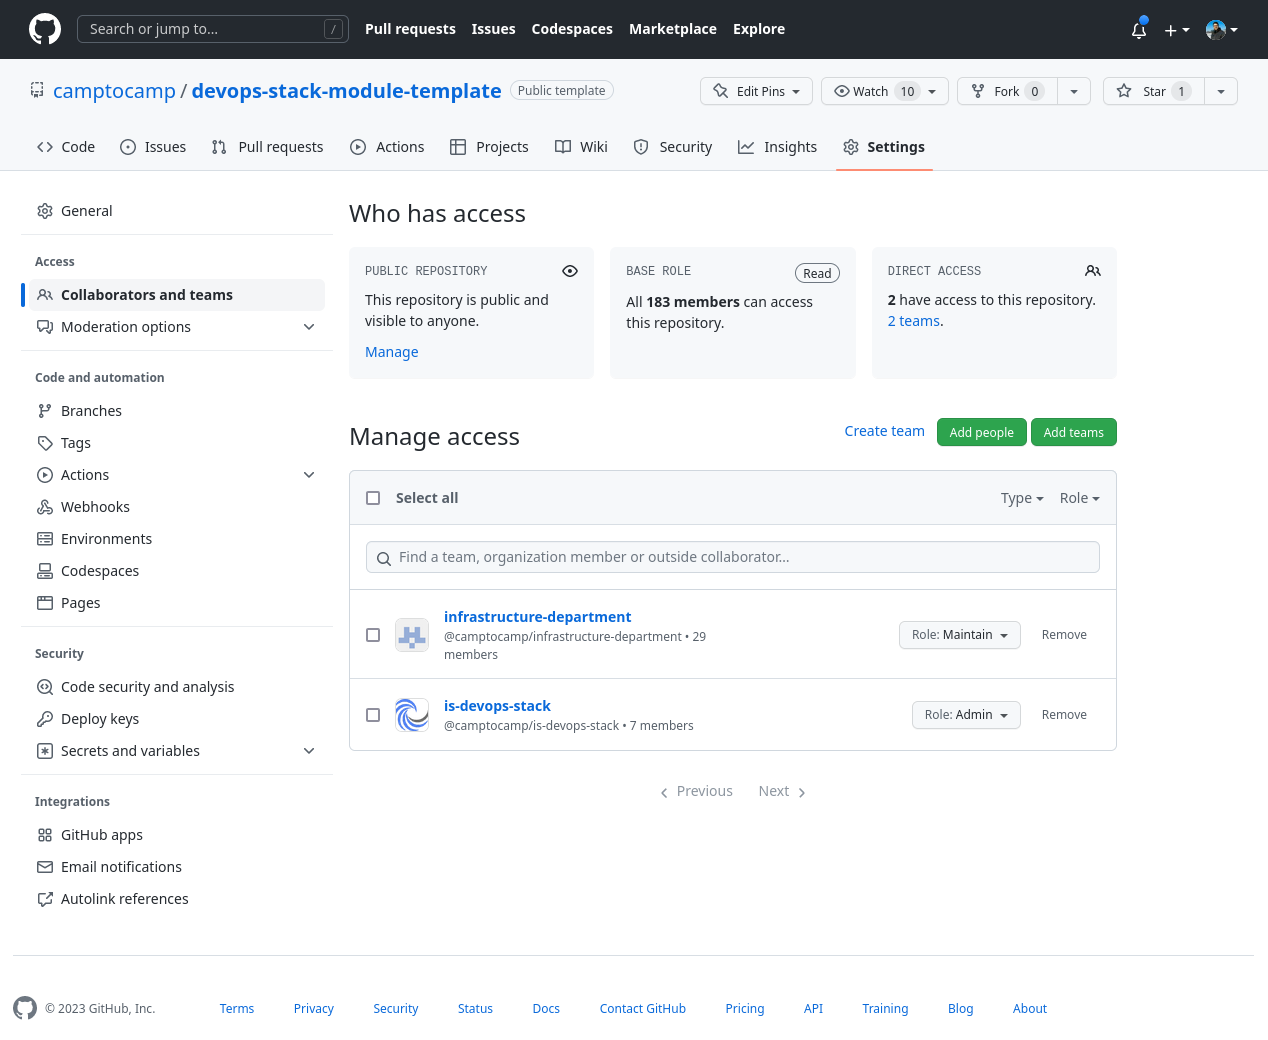 Search or jump to... /
Pull requests Issues Codespaces Marketplace Explore
camptocamp / devops-stack-module-template Public template
Edit Pins Watch 10 Fork 0 Star 1
Code Issues Pull requests Actions Projects Wiki Security Insights Settings
General
Access
Collaborators and teams
Moderation options
Code and automation
Branches
Tags
Actions
Webhooks
Environments
Codespaces
Pages
Security
Code security and analysis
Deploy keys
Secrets and variables
Integrations
GitHub apps
Email notifications
Autolink references
Who has access
PUBLIC REPOSITORY
This repository is public and
visible to anyone.
Manage
BASE ROLE Read
All 183 members can access
this repository.
DIRECT ACCESS
2 have access to this repository.
2 teams.
Manage access
Create team Add people Add teams
Select all Type Role
Find a team, organization member or outside collaborator...
infrastructure-department
@camptocamp/infrastructure-department • 29
members
Role: Maintain Remove
is-devops-stack
@camptocamp/is-devops-stack • 7 members
Role: Admin Remove
Previous Next
© 2023 GitHub, Inc. Terms Privacy Security Status Docs Contact GitHub Pricing API Training Blog About